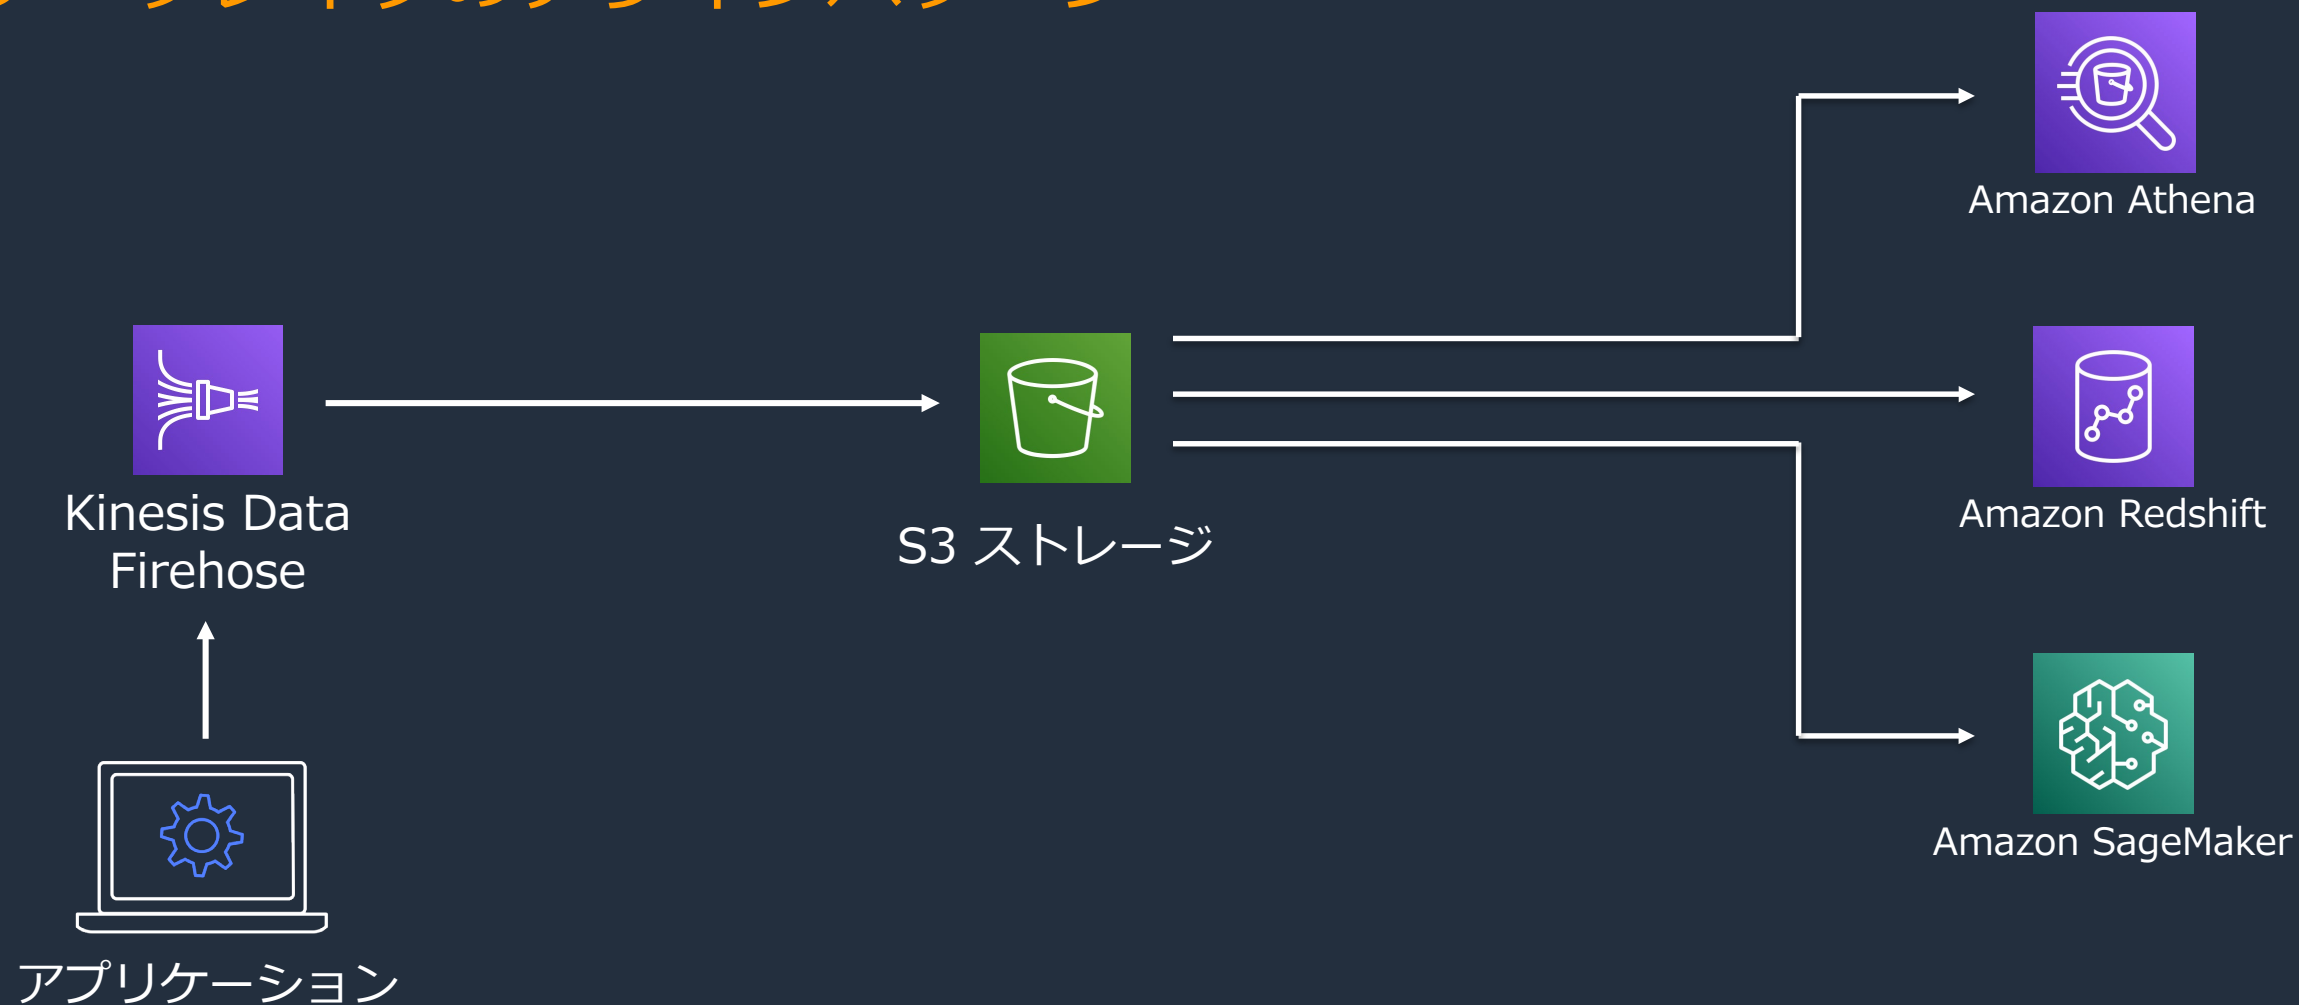 Amazon Athena
Kinesis Data
Firehose
S3 ストレージ
Amazon Redshift
Amazon SageMaker
アプリケーション